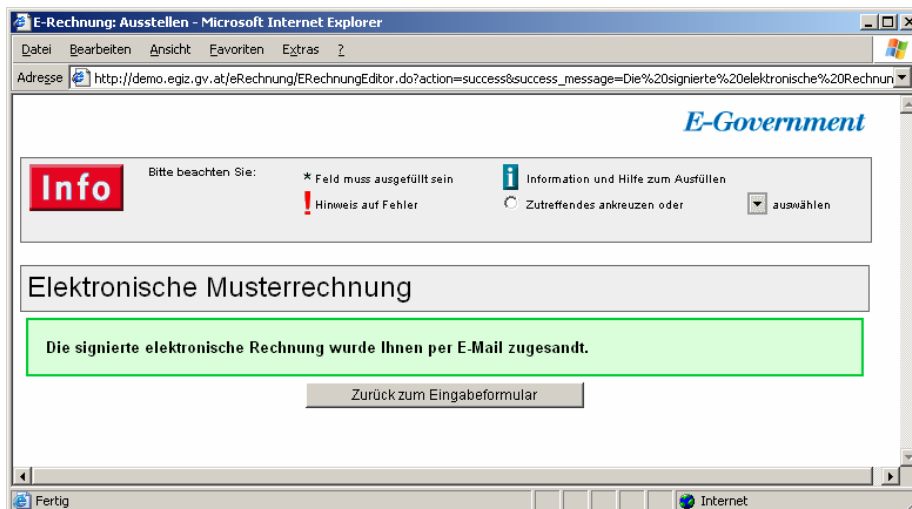 E-Rechnung: Ausstellen - Microsoft Internet Explorer
Datei Bearbeiten Ansicht Favoriten Extras ?
Adresse http://demo.egiz.gv.at/eRechnung/ERechnungEditor.do?action=success&success_message=Die%20signierte%20elektronische%20Rechnun
E-Government
Info Bitte beachten Sie: * Feld muss ausgefüllt sein i Information und Hilfe zum Ausfüllen
! Hinweis auf Fehler Zutreffendes ankreuzen oder auswählen
Elektronische Musterrechnung
Die signierte elektronische Rechnung wurde Ihnen per E-Mail zugesandt.
Zurück zum Eingabeformular
Fertig Internet